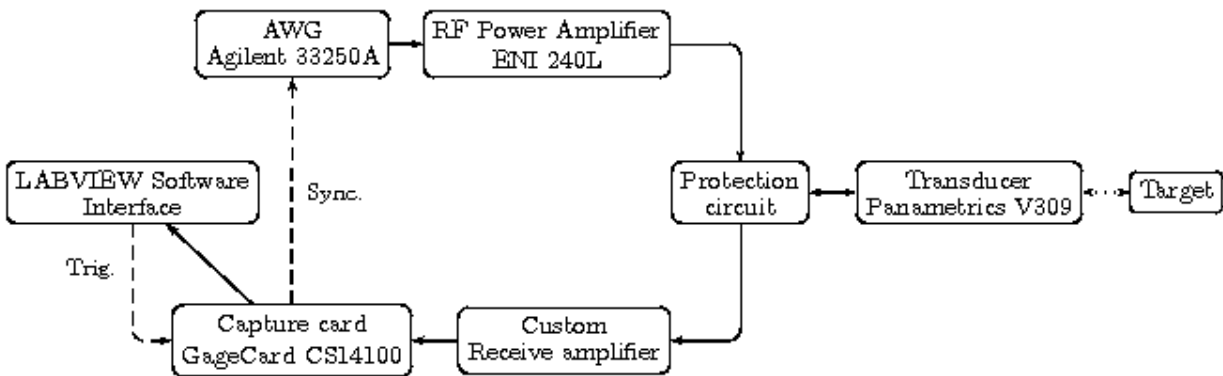 AWG
Agilent 33250A
RF Power Amplifier
ENI 240L
LABVIEW Software
Interface
Sync.
Protection
circuit
Transducer
Panametrics V309
Target
Trig.
Capture card
GageCard CS14100
Custom
Receive amplifier